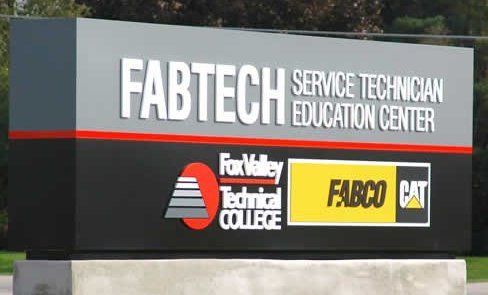 FABTECH SERVICE TECHNICIAN
EDUCATION CENTER
Fox Valley
Technical
COLLEGE
FABCO CAT